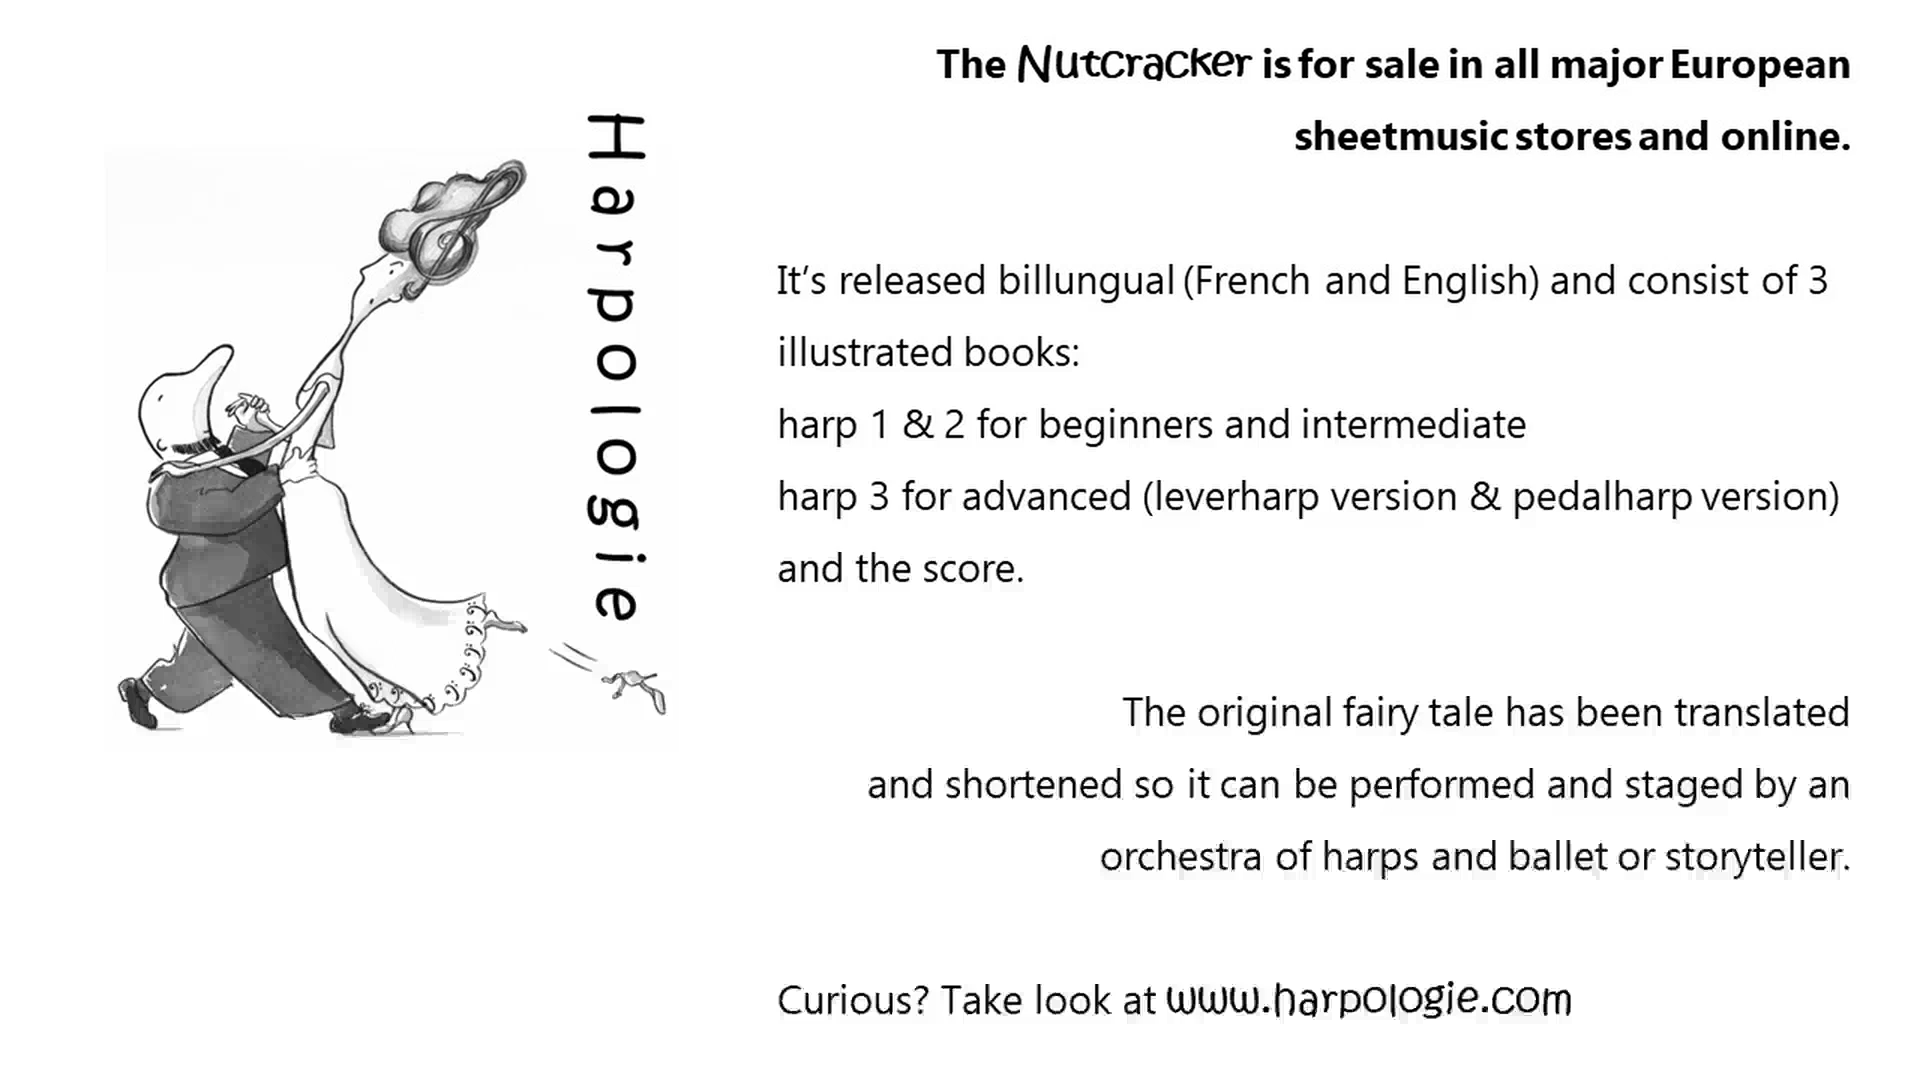 Harpologie
The Nutcracker is for sale in all major European
sheetmusic stores and online.
It's released billungual (French and English) and consist of 3
illustrated books:
harp 1 & 2 for beginners and intermediate
harp 3 for advanced (leverharp version & pedalharp version)
and the score.
The original fairy tale has been translated
and shortened so it can be performed and staged by an
orchestra of harps and ballet or storyteller.
Curious? Take look at www.harpologie.com